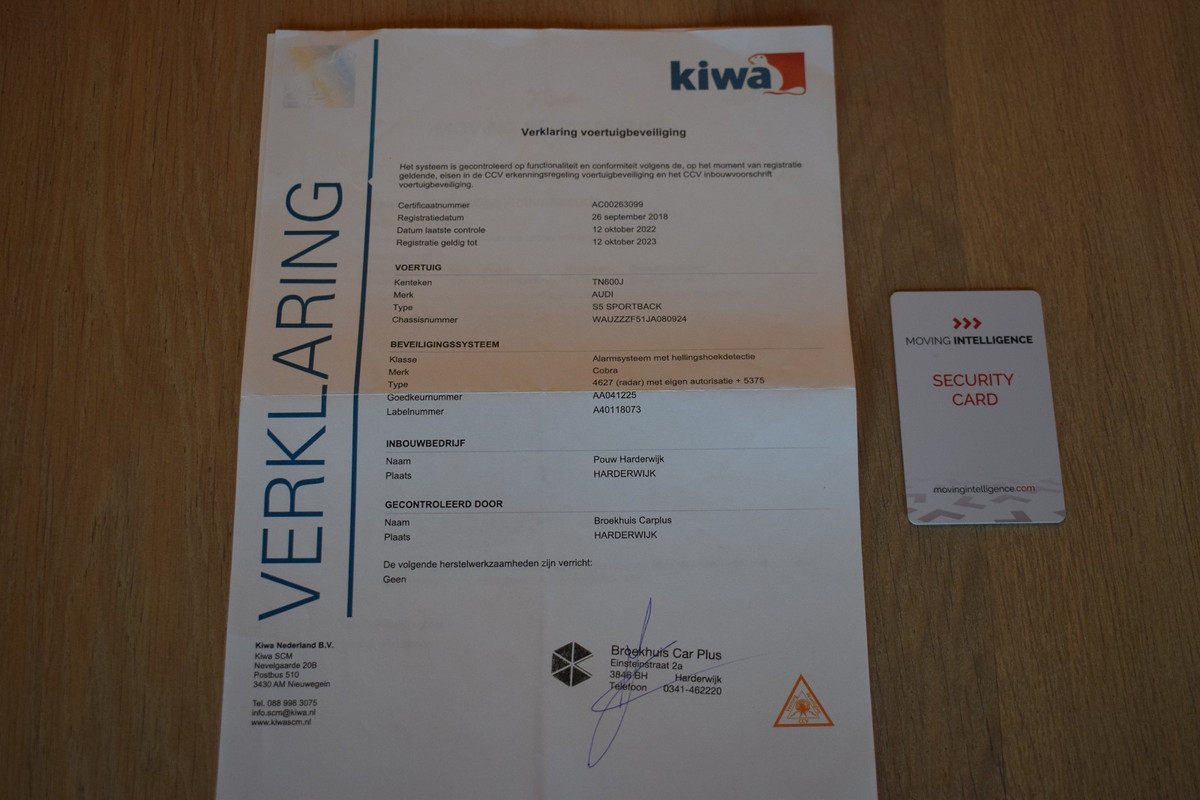 kiwa
Verklaring voertuigbeveiliging
Het systeem is gecontroleerd op functionaliteit en conformiteit volgens de, op het moment van registratie
geldende, eisen in de CCV erkenningsregeling voertuigbeveiliging en het CCV inbouwvoorschrift
voertuigbeveiliging.
Certificaatnummer AC00263099
Registratiedatum 26 september 2018
Datum laatste controle 12 oktober 2022
Registratie geldig tot 12 oktober 2023
VOERTUIG
Kenteken TN600J
Merk AUDI
Type S5 SPORTBACK
Chassisnummer WAUZZZF51JA080924
BEVEILIGINGSSYSTEEM
Klasse Alarmsysteem met hellingshoekdetectie
Merk Cobra
Type 4627 (radar) met eigen autorisatie + 5375
Goedkeurnummer AA041225
Labelnummer A40118073
INBOUWBEDRIJF
Naam Pouw Harderwijk
Plaats HARDERWIJK
GECONTROLEERD DOOR
Naam Broekhuis Carplus
Plaats HARDERWIJK
De volgende herstelwerkzaamheden zijn verricht:
Geen
VERKLARING
Kiwa Nederland B.V.
Kiwa SCM
Nevelgaarde 20B
Postbus 510
3430 AM Nieuwegein
Tel. 088 998 3075
info.scm@kiwa.nl
www.kiwascm.nl
Broekhuis Car Plus
Einsteinstraat 2a
3846 BH Harderwijk
Telefoon 0341-462220
MOVING INTELLIGENCE
SECURITY
CARD
movingintelligence.com